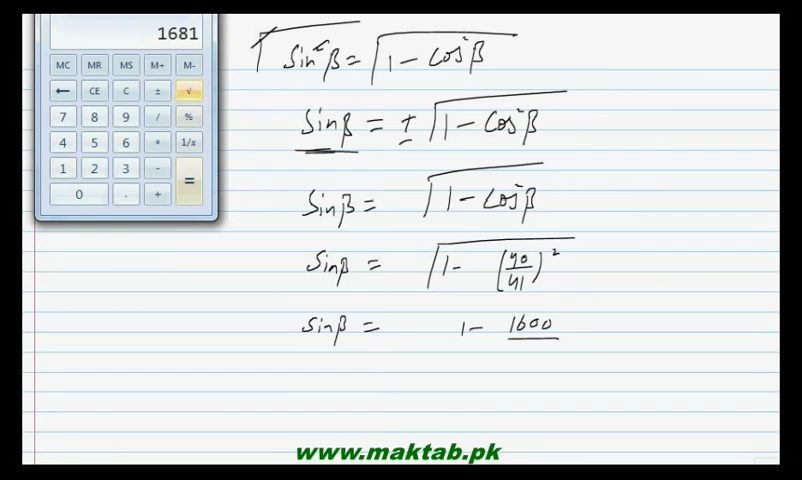 1681
MC MR MS M+ M-
← CE C ± √
7 8 9 / %
4 5 6 * 1/x
1 2 3 - =
0 . +
√Sin²β = √1 - Cos²β
Sinβ = ± √1 - Cos²β
Sinβ = √1 - Cos²β
Sinβ = √1 - (40/41)²
Sinβ = 1 - 1600
www.maktab.pk